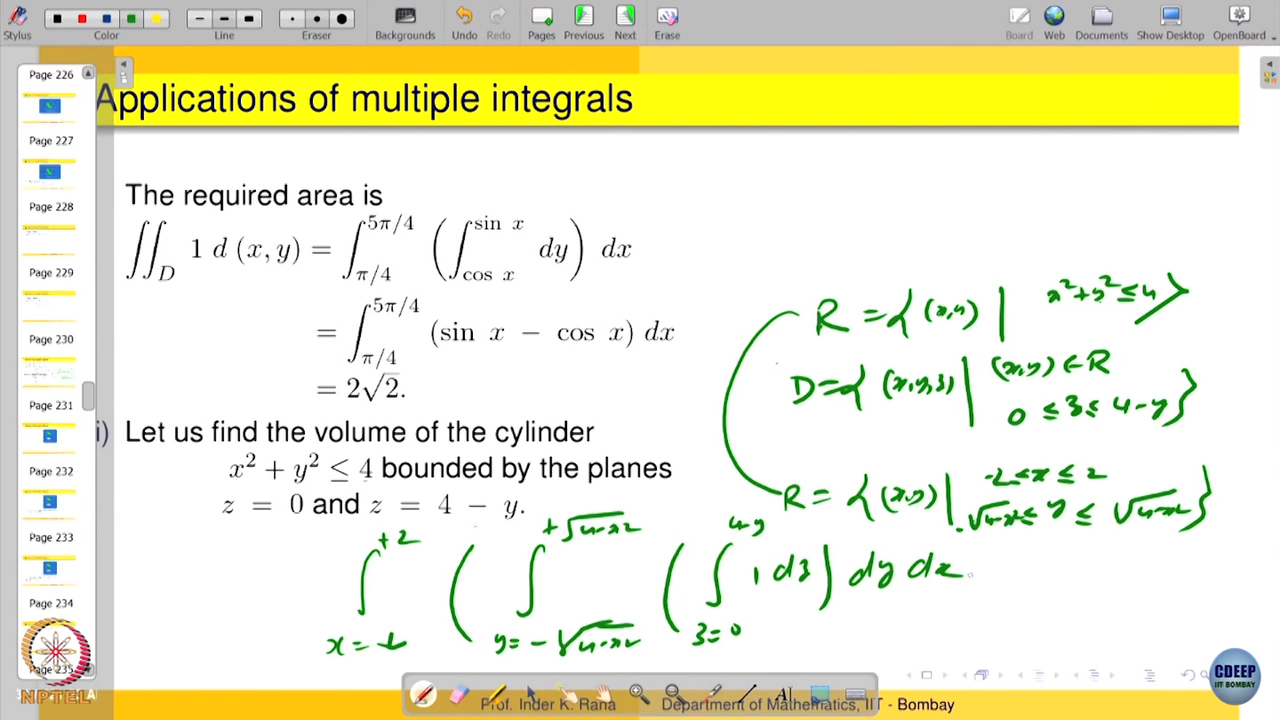 Stylus Color Line Eraser Backgrounds Undo Redo Pages Previous Next Erase Board Web Documents Show Desktop OpenBoard
Page 226
Page 227
Page 228
Page 229
Page 230
Page 231
Page 232
Page 233
Page 234
Page 235
Applications of multiple integrals
The required area is
∬_D 1 d (x, y) = ∫_{π/4}^{5π/4} (∫_{cos x}^{sin x} dy) dx
= ∫_{π/4}^{5π/4} (sin x − cos x) dx
= 2√2.
i) Let us find the volume of the cylinder
x² + y² ≤ 4 bounded by the planes
z = 0 and z = 4 − y.
R = {(x,y) | x²+y² ≤ 4}
D = {(x,y,z) | (x,y) ∈ R
0 ≤ z ≤ 4-y}
R = {(x,y) | -2 ≤ x ≤ 2
-√4-x² ≤ y ≤ √4-x²}
∫_{x=-2}^{+2} ( ∫_{y=-√4-x²}^{+√4-x²} ( ∫_{z=0}^{4-y} 1 dz ) dy dx
NPTEL
CDEEP
IIT BOMBAY
Prof. Inder K. Rana Department of Mathematics, IIT - Bombay